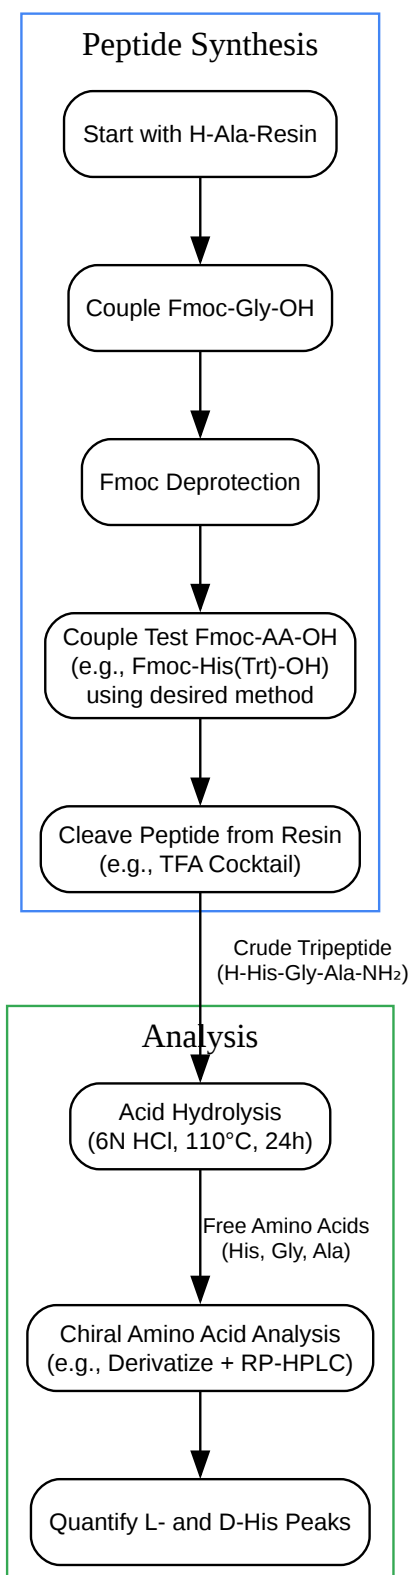 Peptide Synthesis
Start with H-Ala-Resin
Couple Fmoc-Gly-OH
Fmoc Deprotection
Couple Test Fmoc-AA-OH
(e.g., Fmoc-His(Trt)-OH)
using desired method
Cleave Peptide from Resin
(e.g., TFA Cocktail)
Crude Tripeptide
(H-His-Gly-Ala-NH₂)
Analysis
Acid Hydrolysis
(6N HCl, 110°C, 24h)
Free Amino Acids
(His, Gly, Ala)
Chiral Amino Acid Analysis
(e.g., Derivatize + RP-HPLC)
Quantify L- and D-His Peaks